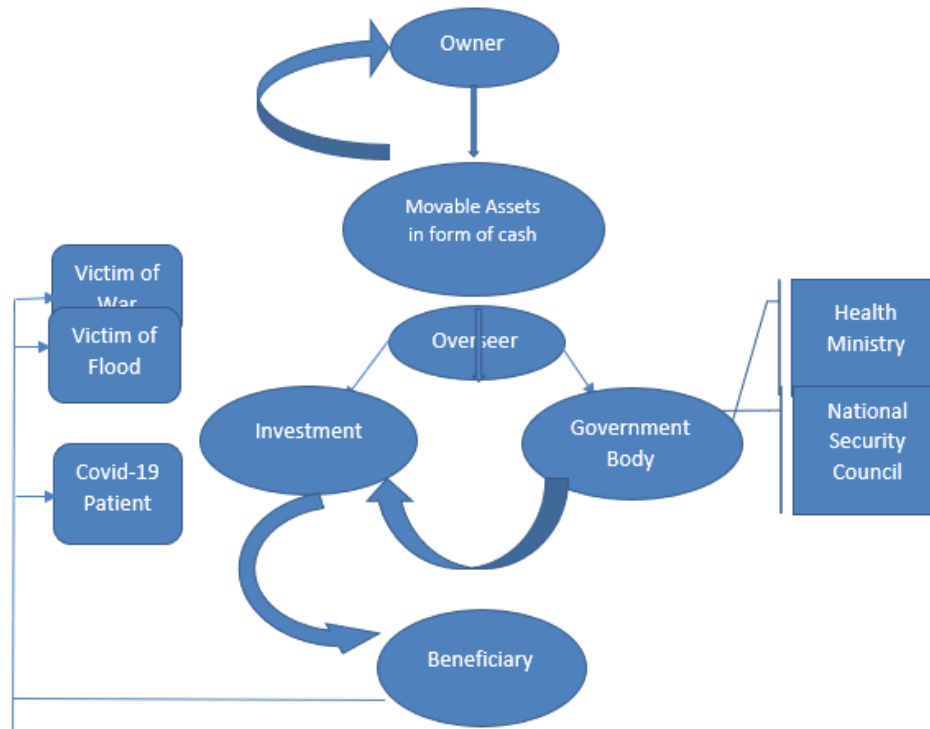 Owner
Movable Assets
in form of cash
Victim of
War
Victim of
Flood
Overseer
Health
Ministry
Investment
Government
Body
National
Security
Council
Covid-19
Patient
Beneficiary